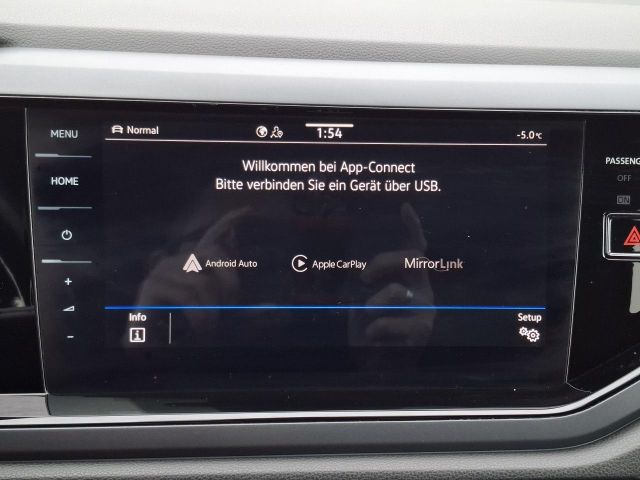 MENU
HOME
+
-
Normal
1:54
-5.0°C
Willkommen bei App-Connect
Bitte verbinden Sie ein Gerät über USB.
Android Auto
Apple CarPlay
MirrorLink
Info
i
Setup
PASSENG
OFF
ON